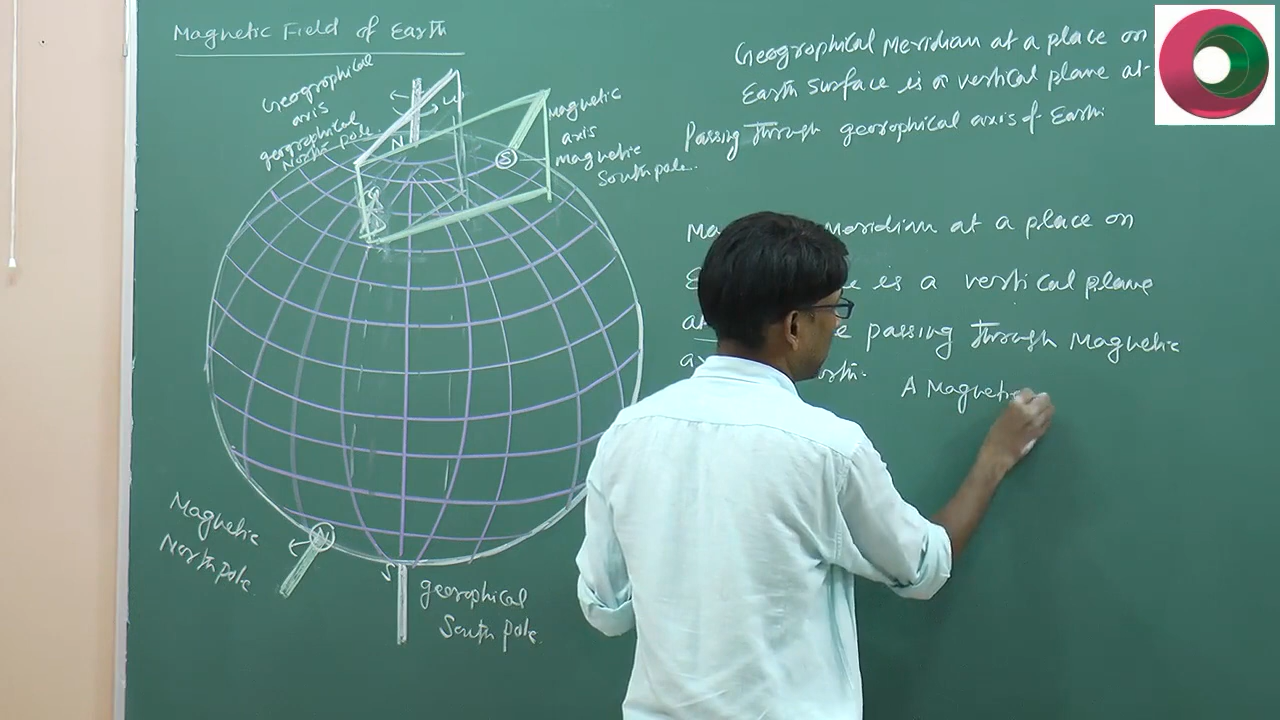 Magnetic Field of Earth
Geographical
axis
geographical
North pole
N
S
Magnetic
axis
Magnetic
South pole.
Magnetic
North pole.
N
S
geographical
South pole.
Geographical Meridian at a place on
Earth surface is a vertical plane at
Passing Through geographical axis of Earth
Meridian at a place on
is a vertical plane
passing Through Magnetic
A Magnetic